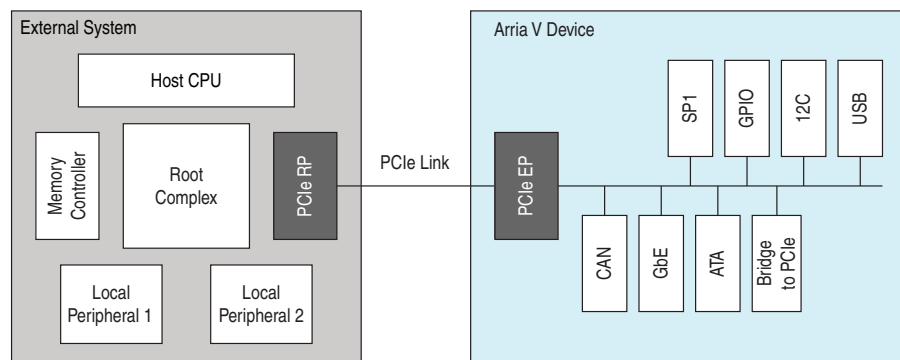 External System
Host CPU
Memory
Controller
Root
Complex
PCIe RP
Local
Peripheral 1
Local
Peripheral 2
PCIe Link
Arria V Device
PCIe EP
SP1
GPIO
12C
USB
CAN
GbE
ATA
Bridge
to PCIe